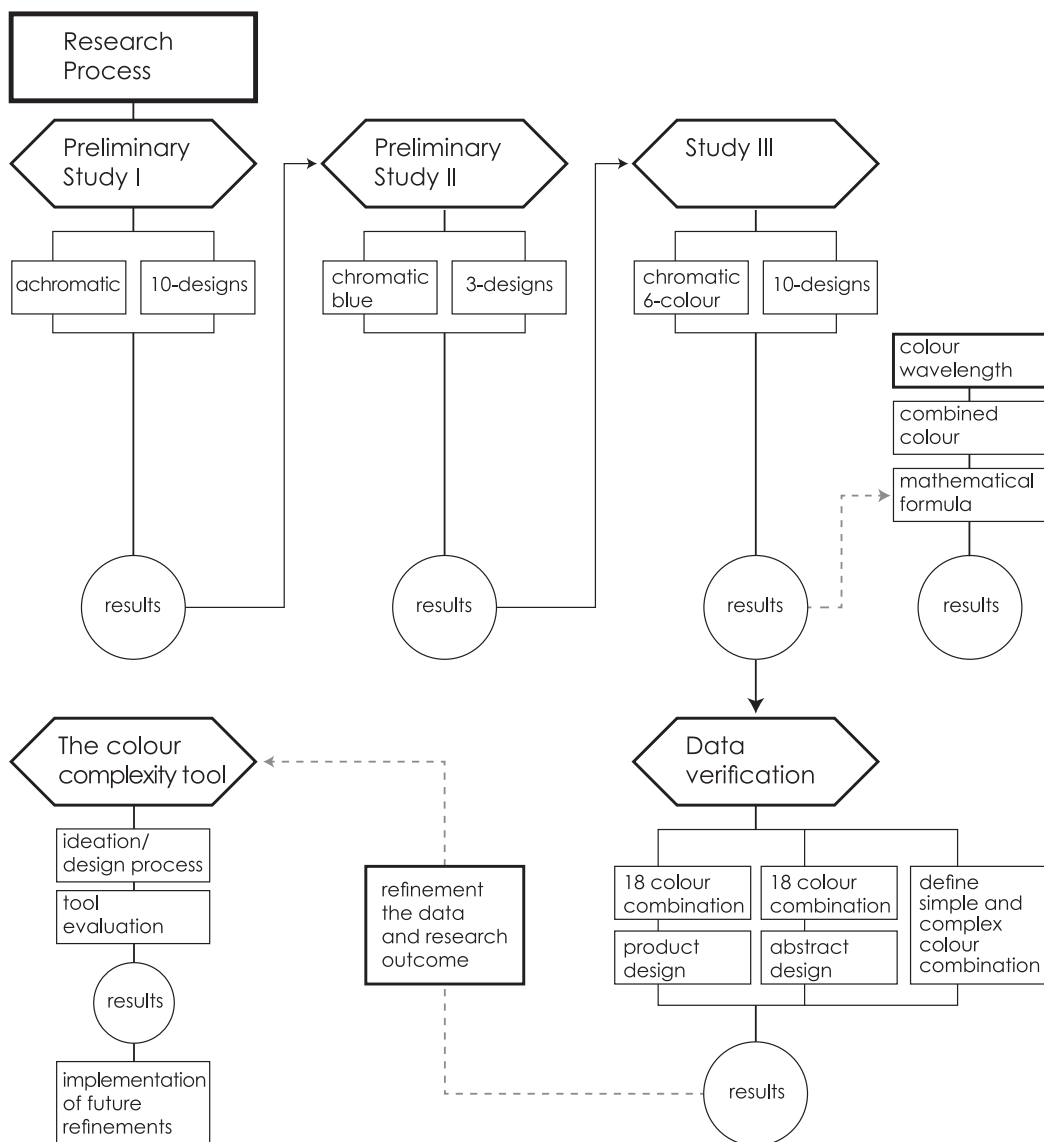 Research
Process
Preliminary
Study I
Preliminary
Study II
Study III
achromatic
10-designs
chromatic
blue
3-designs
chromatic
6-colour
10-designs
colour
wavelength
combined
colour
mathematical
formula
results
results
results
results
The colour
complexity tool
Data
verification
ideation/
design process
tool
evaluation
results
implementation
of future
refinements
refinement
the data
and research
outcome
18 colour
combination
product
design
18 colour
combination
abstract
design
define
simple and
complex
colour
combination
results